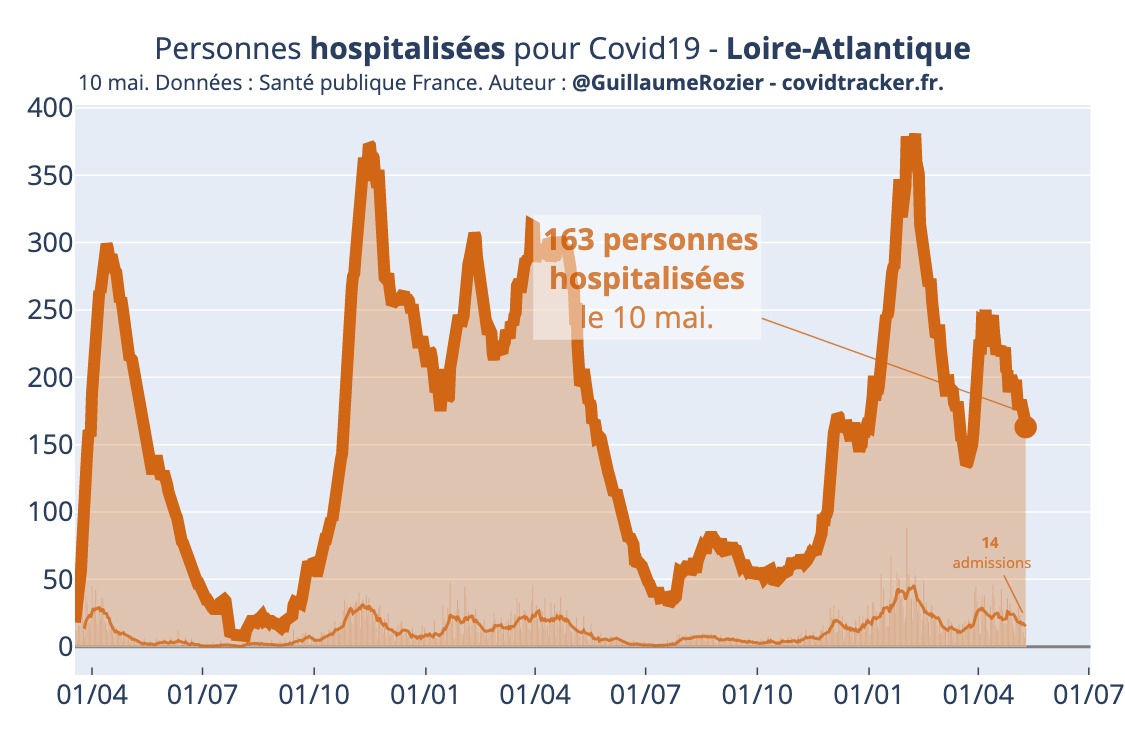 Personnes hospitalisées pour Covid19 - Loire-Atlantique
10 mai. Données : Santé publique France. Auteur : @GuillaumeRozier - covidtracker.fr.
400
350
300
250
200
150
100
50
0
163 personnes
hospitalisées
le 10 mai.
14
admissions
01/04 01/07 01/10 01/01 01/04 01/07 01/10 01/01 01/04 01/07